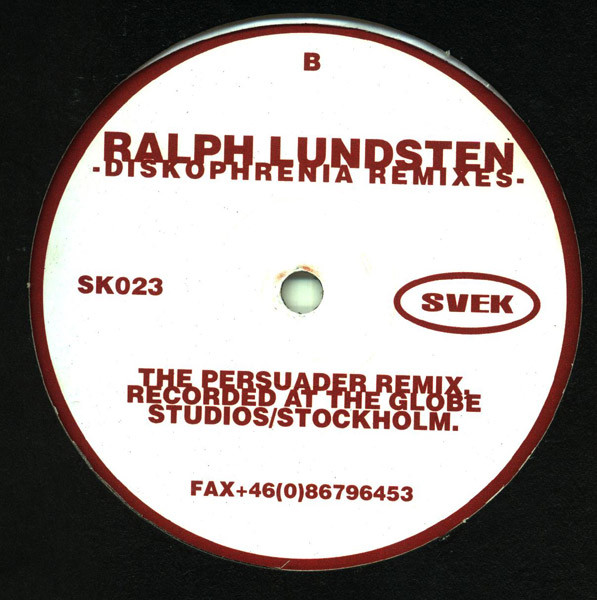 B
RALPH LUNDSTEN
-DISKOPHRENIA REMIXES-
SK023
SVEK
THE PERSUADER REMIX.
RECORDED AT THE GLOBE
STUDIOS/STOCKHOLM.
FAX+46(0)86796453